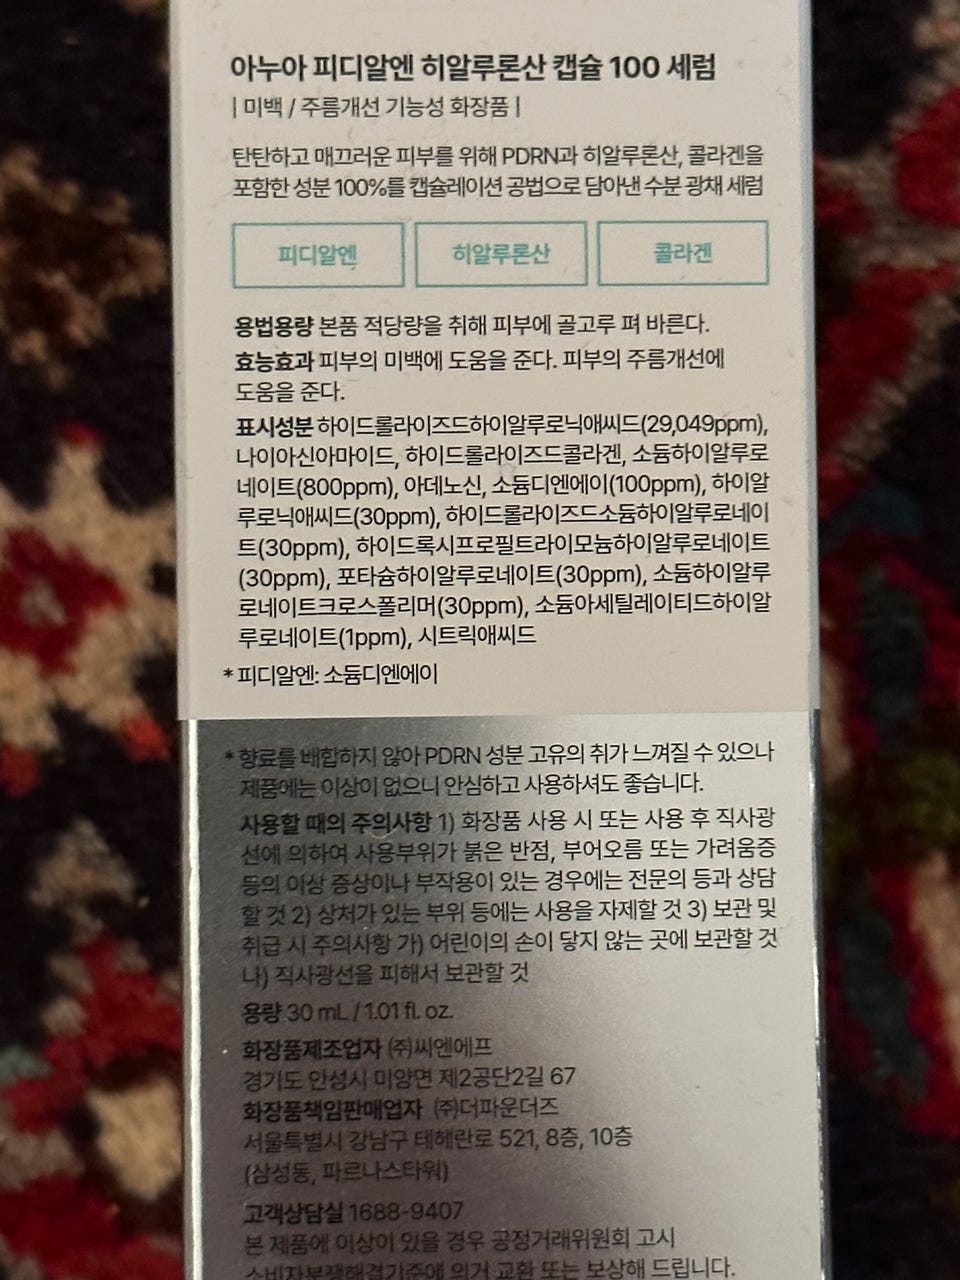 아누아 피디알엔 히알루론산 캡슐 100 세럼
| 미백 / 주름개선 기능성 화장품 |
탄탄하고 매끄러운 피부를 위해 PDRN과 히알루론산, 콜라겐을
포함한 성분 100%를 캡슐레이션 공법으로 담아낸 수분 광채 세럼
피디알엔 히알루론산 콜라겐
용법용량 본품 적당량을 취해 피부에 골고루 펴 바른다.
효능효과 피부의 미백에 도움을 준다. 피부의 주름개선에
도움을 준다.
표시성분 하이드롤라이즈드하이알루로닉애씨드(29,049ppm),
나이아신아마이드, 하이드롤라이즈드콜라겐, 소듐하이알루로
네이트(800ppm), 아데노신, 소듐디엔에이(100ppm), 하이알
루로닉애씨드(30ppm), 하이드롤라이즈드소듐하이알루로네이
트(30ppm), 하이드록시프로필트라이모늄하이알루로네이트
(30ppm), 포타슘하이알루로네이트(30ppm), 소듐하이알루
로네이트크로스폴리머(30ppm), 소듐아세틸레이티드하이알
루로네이트(1ppm), 시트릭애씨드
* 피디알엔: 소듐디엔에이
* 향료를 배합하지 않아 PDRN 성분 고유의 취가 느껴질 수 있으나
제품에는 이상이 없으니 안심하고 사용하셔도 좋습니다.
사용할 때의 주의사항 1) 화장품 사용 시 또는 사용 후 직사광
선에 의하여 사용부위가 붉은 반점, 부어오름 또는 가려움증
등의 이상 증상이나 부작용이 있는 경우에는 전문의 등과 상담
할 것 2) 상처가 있는 부위 등에는 사용을 자제할 것 3) 보관 및
취급 시 주의사항 가) 어린이의 손이 닿지 않는 곳에 보관할 것
나) 직사광선을 피해서 보관할 것
용량 30 mL / 1.01 fl. oz.
화장품제조업자 ㈜씨엔에프
경기도 안성시 미양면 제2공단2길 67
화장품책임판매업자 ㈜더파운더즈
서울특별시 강남구 테헤란로 521, 8층, 10층
(삼성동, 파르나스타워)
고객상담실 1688-9407
본 제품에 이상이 있을 경우 공정거래위원회 고시
소비자분쟁해결기준에 의거 교환 또는 보상해 드립니다.